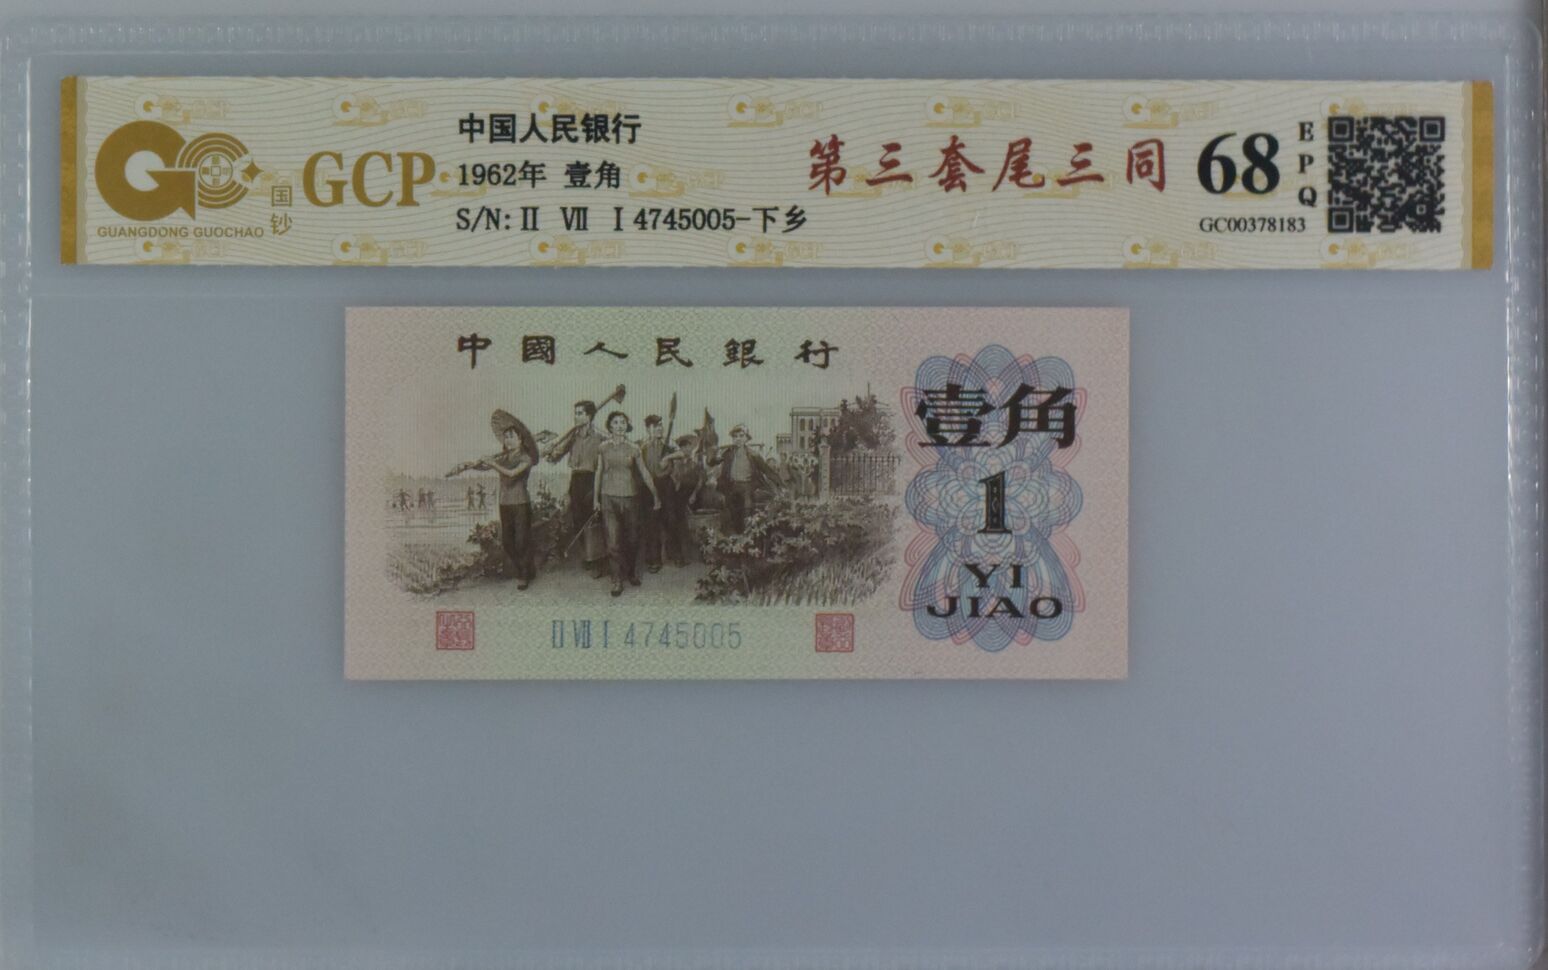 GCP
国钞
GUANGDONG GUOCHAO
中国人民银行
1962年 壹角
S/N: II VII I 4745005-下乡
第三套尾三同
68
EPQ
GC00378183
中國人民銀行
壹角
1
YI
JIAO
II VII I 4745005